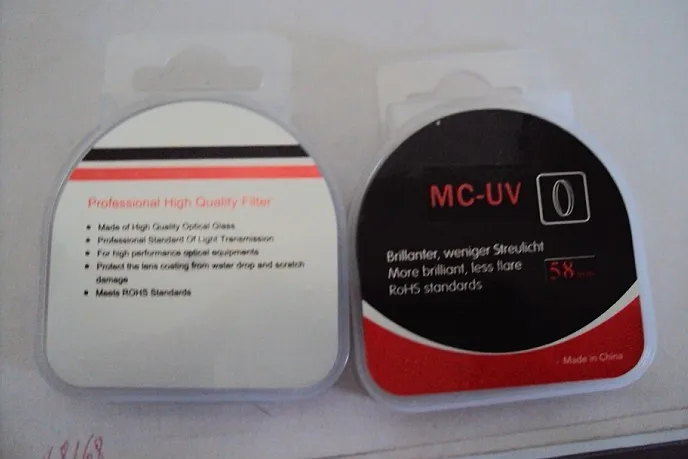 Professional High Quality Filter
• Made of High Quality Optical Glass
• Professional Standard Of Light Transmission
• For high performance optical equipments
• Protect the lens coating from water drop and scratch
damage
• Meets ROHS Standards
MC-UV
Brillanter, weniger Streulicht
More brilliant, less flare
RoHS standards
58mm
Made in China